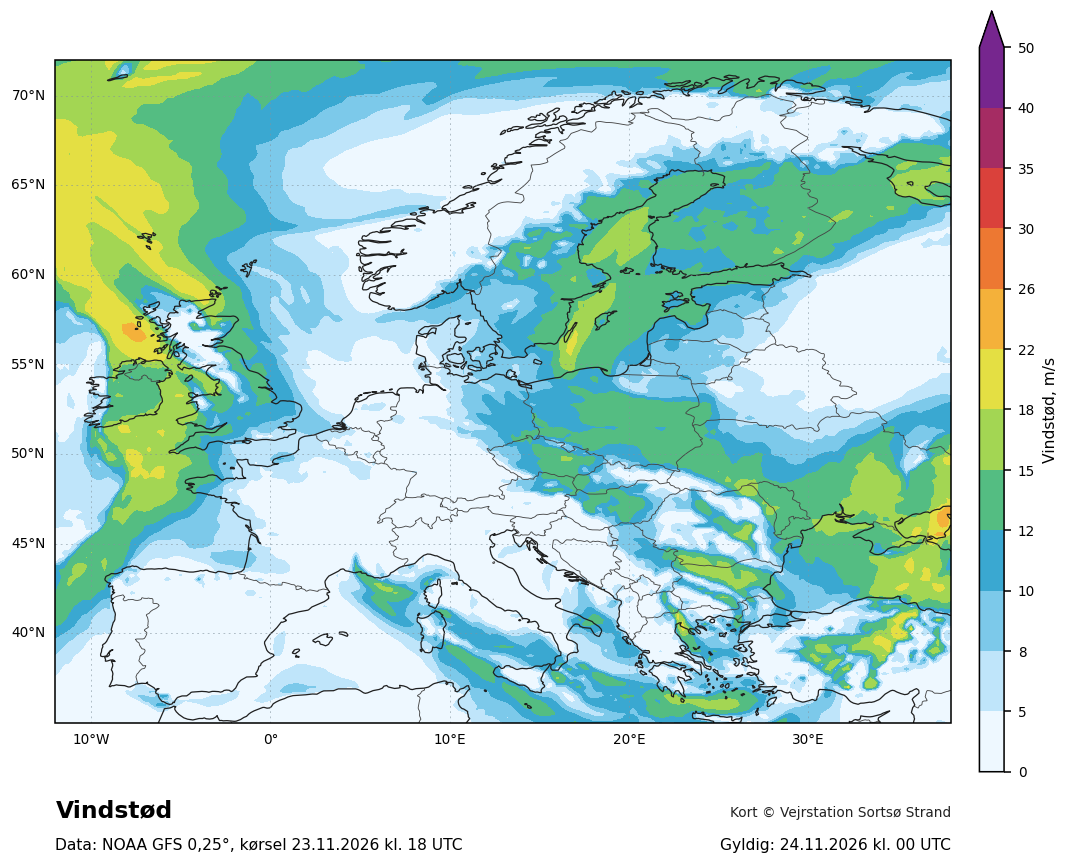 70°N
65°N
60°N
55°N
50°N
45°N
40°N
10°W
0°
10°E
20°E
30°E
50
40
35
30
26
22
18
15
12
10
8
5
0
Vindstød, m/s
Vindstød
Kort © Vejrstation Sortsø Strand
Data: NOAA GFS 0,25°, kørsel 23.11.2026 kl. 18 UTC
Gyldig: 24.11.2026 kl. 00 UTC